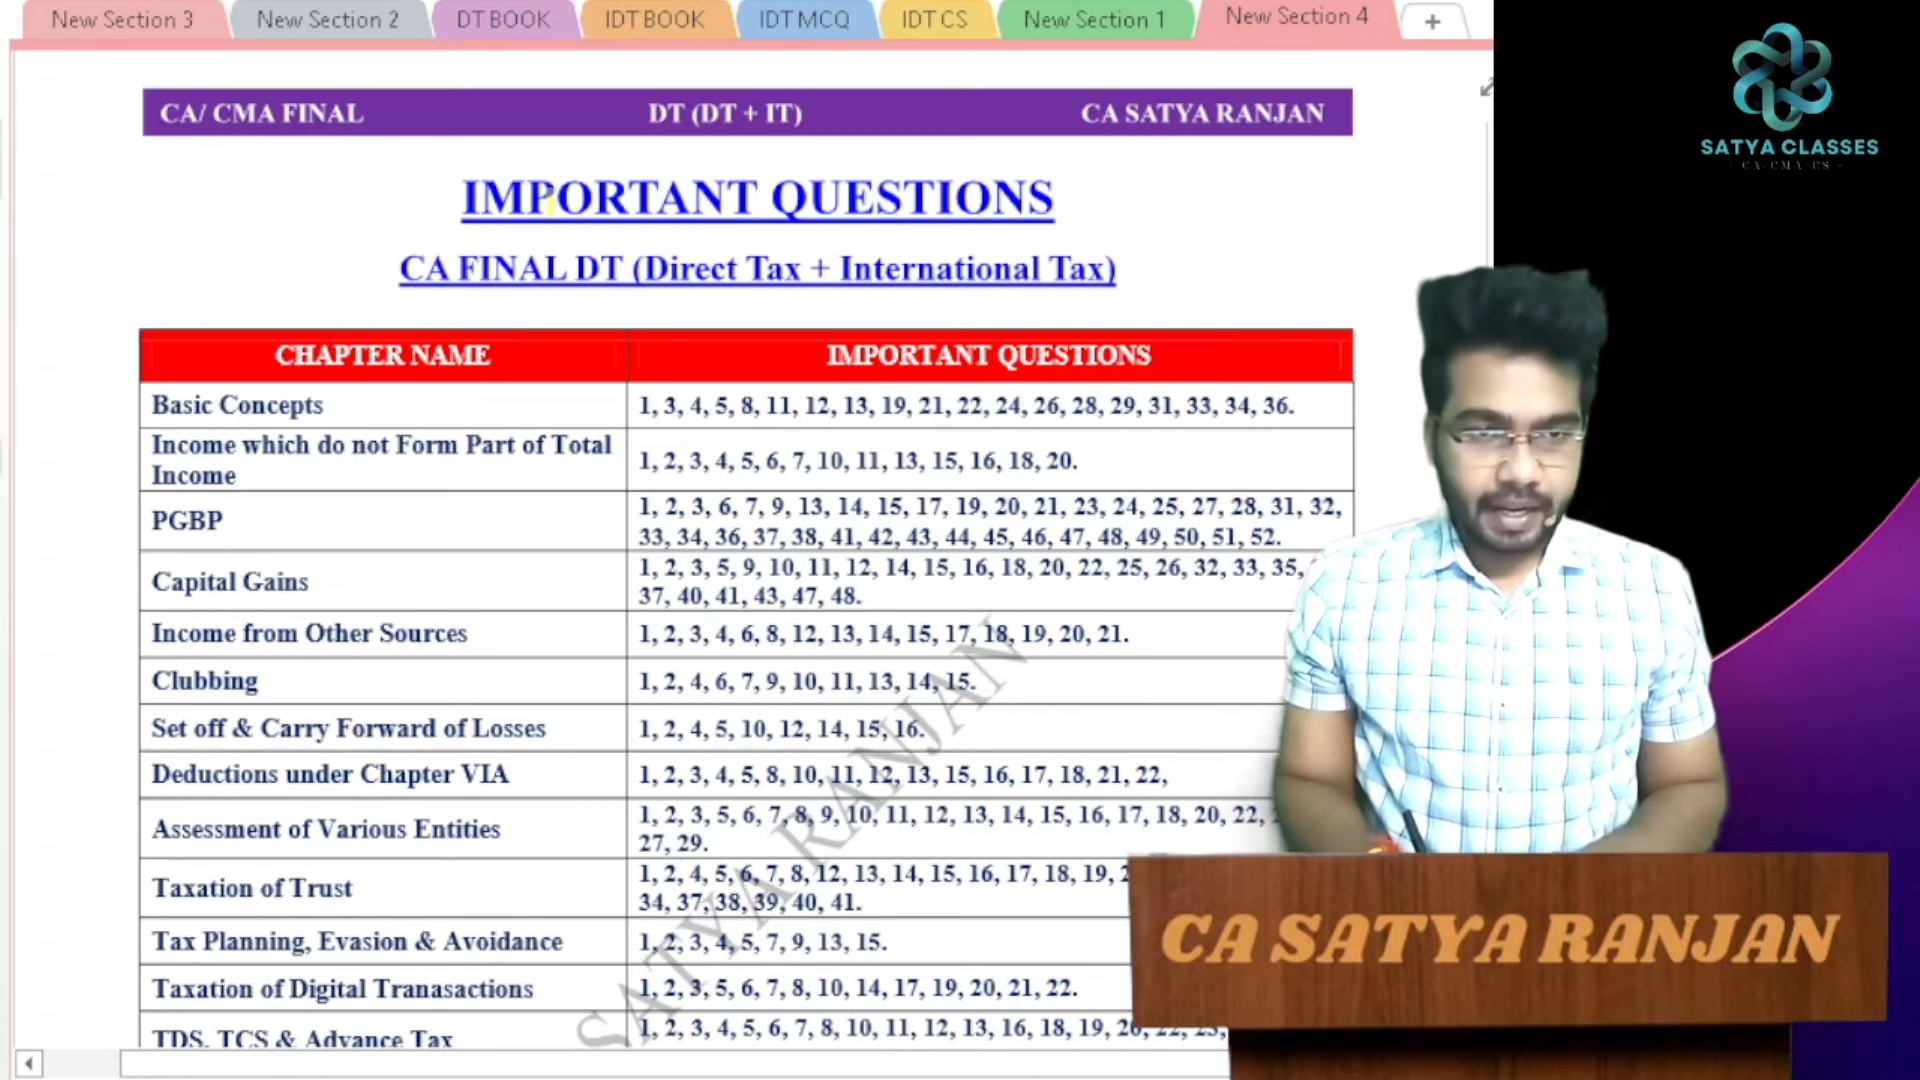 New Section 3 New Section 2 DT BOOK IDT BOOK IDT MCQ IDT CS New Section 1 New Section 4 +
SATYA CLASSES
- CA-CMA-CS -
CA/ CMA FINAL DT (DT + IT) CA SATYA RANJAN
IMPORTANT QUESTIONS
CA FINAL DT (Direct Tax + International Tax)
CHAPTER NAME IMPORTANT QUESTIONS
Basic Concepts 1, 3, 4, 5, 8, 11, 12, 13, 19, 21, 22, 24, 26, 28, 29, 31, 33, 34, 36.
Income which do not Form Part of Total
Income 1, 2, 3, 4, 5, 6, 7, 10, 11, 13, 15, 16, 18, 20.
PGBP 1, 2, 3, 6, 7, 9, 13, 14, 15, 17, 19, 20, 21, 23, 24, 25, 27, 28, 31, 32,
33, 34, 36, 37, 38, 41, 42, 43, 44, 45, 46, 47, 48, 49, 50, 51, 52.
Capital Gains 1, 2, 3, 5, 9, 10, 11, 12, 14, 15, 16, 18, 20, 22, 25, 26, 32, 33, 35,
37, 40, 41, 43, 47, 48.
Income from Other Sources 1, 2, 3, 4, 6, 8, 12, 13, 14, 15, 17, 18, 19, 20, 21.
Clubbing 1, 2, 4, 6, 7, 9, 10, 11, 13, 14, 15.
Set off & Carry Forward of Losses 1, 2, 4, 5, 10, 12, 14, 15, 16.
Deductions under Chapter VIA 1, 2, 3, 4, 5, 8, 10, 11, 12, 13, 15, 16, 17, 18, 21, 22,
Assessment of Various Entities 1, 2, 3, 5, 6, 7, 8, 9, 10, 11, 12, 13, 14, 15, 16, 17, 18, 20, 22,
27, 29.
Taxation of Trust 1, 2, 4, 5, 6, 7, 8, 12, 13, 14, 15, 16, 17, 18, 19,
34, 37, 38, 39, 40, 41.
Tax Planning, Evasion & Avoidance 1, 2, 3, 4, 5, 7, 9, 13, 15.
Taxation of Digital Tranasactions 1, 2, 3, 5, 6, 7, 8, 10, 14, 17, 19, 20, 21, 22.
TDS, TCS & Advance Tax 1, 2, 3, 4, 5, 6, 7, 8, 10, 11, 12, 13, 16, 18, 19, 20, 22, 23,
SATYA RANJAN
CA SATYA RANJAN